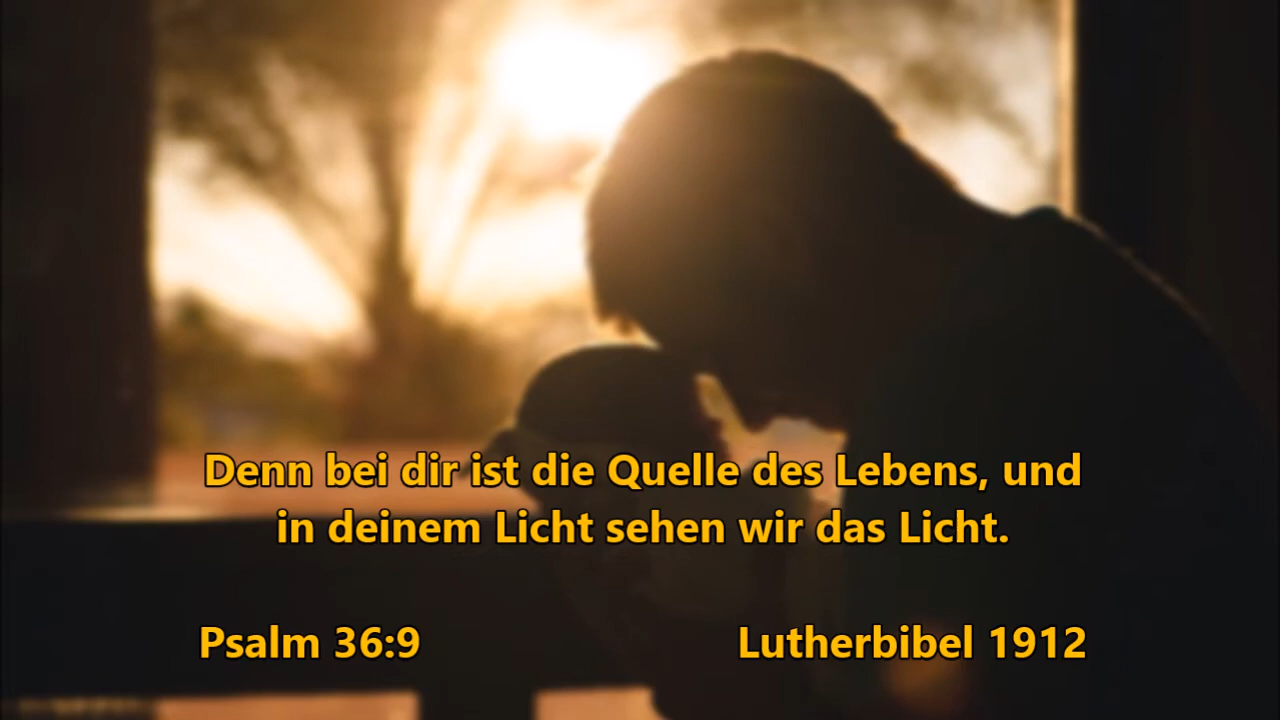 Denn bei dir ist die Quelle des Lebens, und
in deinem Licht sehen wir das Licht.
Psalm 36:9 Lutherbibel 1912